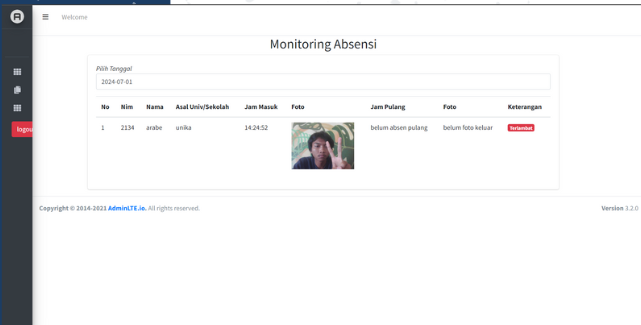 Welcome
Monitoring Absensi
Pilih Tanggal
2024-07-01
No Nim Nama Asal Univ/Sekolah Jam Masuk Foto Jam Pulang Foto Keterangan
1 2134 arabe unika 14:24:52 belum absen pulang belum foto keluar Terlambat
logou
Copyright © 2014-2021 AdminLTE.io. All rights reserved. Version 3.2.0